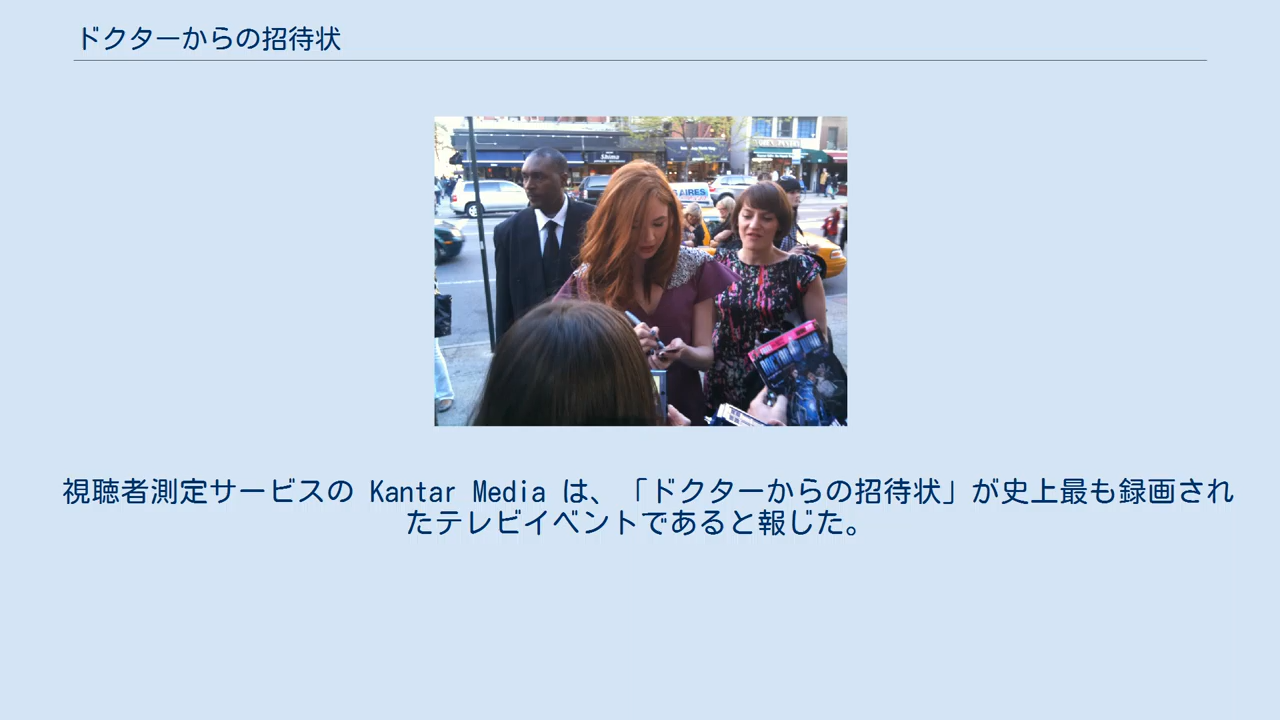 ドクターからの招待状
Shima
AIRES
視聴者測定サービスの Kantar Media は、「ドクターからの招待状」が史上最も録画され
たテレビイベントであると報じた。